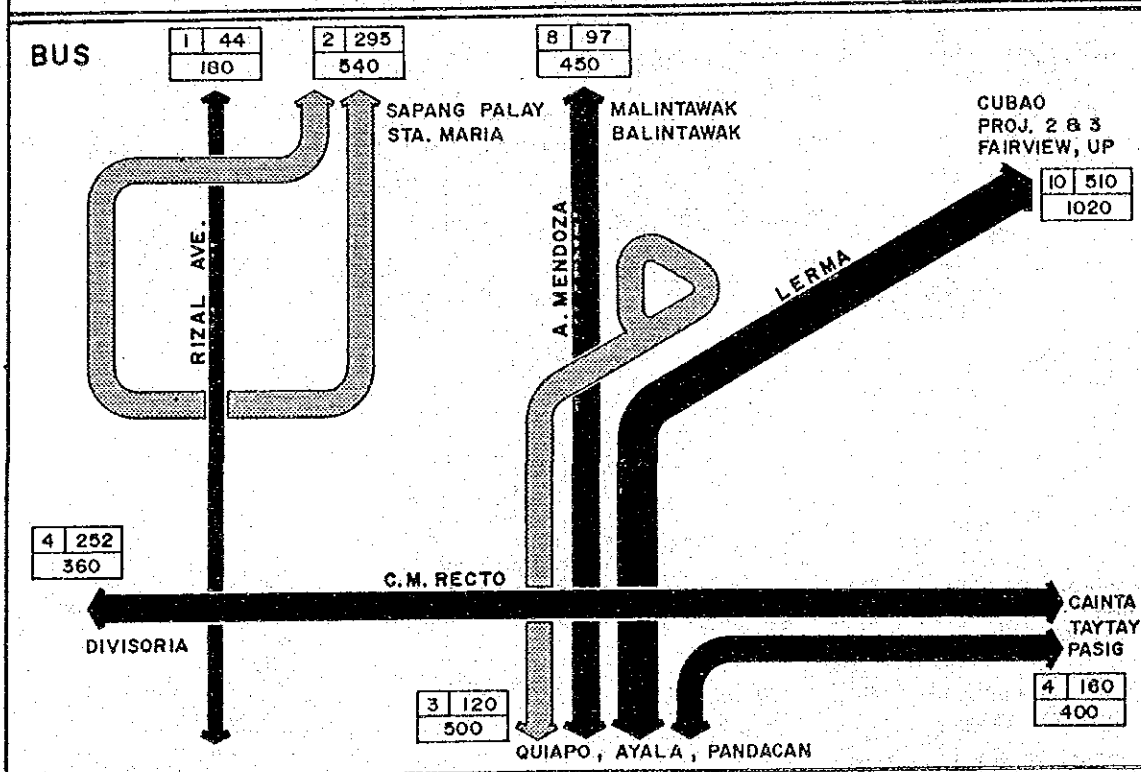 BUS
1 44
180
2 295
540
8 97
450
SAPANG PALAY
STA. MARIA
MALINTAWAK
BALINTAWAK
CUBAO
PROJ. 2 & 3
FAIRVIEW, UP
10 510
1020
RIZAL AVE.
A. MENDOZA
LERMA
4 252
360
C.M. RECTO
DIVISORIA
CAINTA
TAYTAY
PASIG
4 160
400
3 120
500
QUIAPO, AYALA, PANDACAN